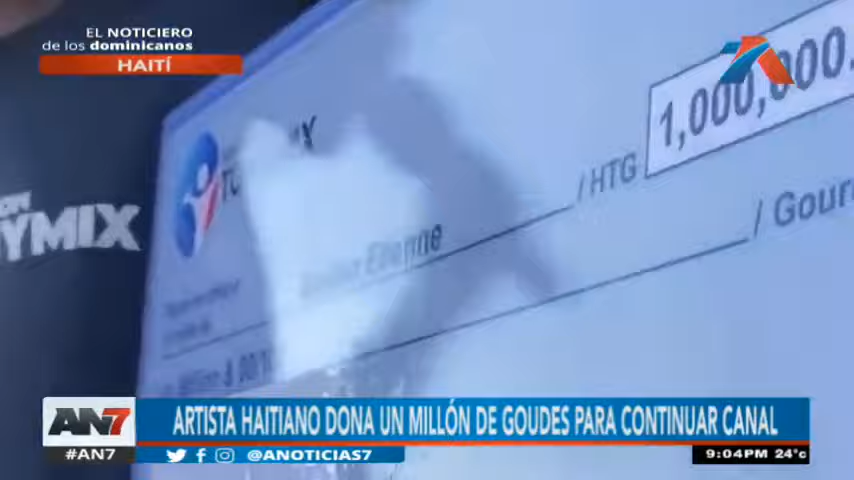 EL NOTICIERO
de los dominicanos
HAITÍ
1,000,000.
/ HTG
YMIX
Etienne
/ Gour
AN7
ARTISTA HAITIANO DONA UN MILLÓN DE GOUDES PARA CONTINUAR CANAL
#AN7
@ANOTICIAS7
9:04PM 24°c